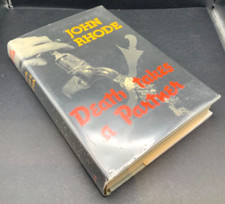 JOHN
RHODE
Death Takes
a Partner